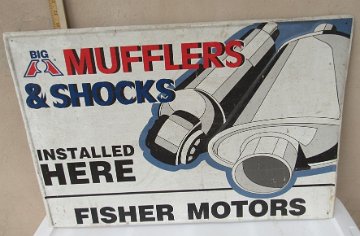 BIG A MUFFLERS
& SHOCKS
INSTALLED
HERE
FISHER MOTORS